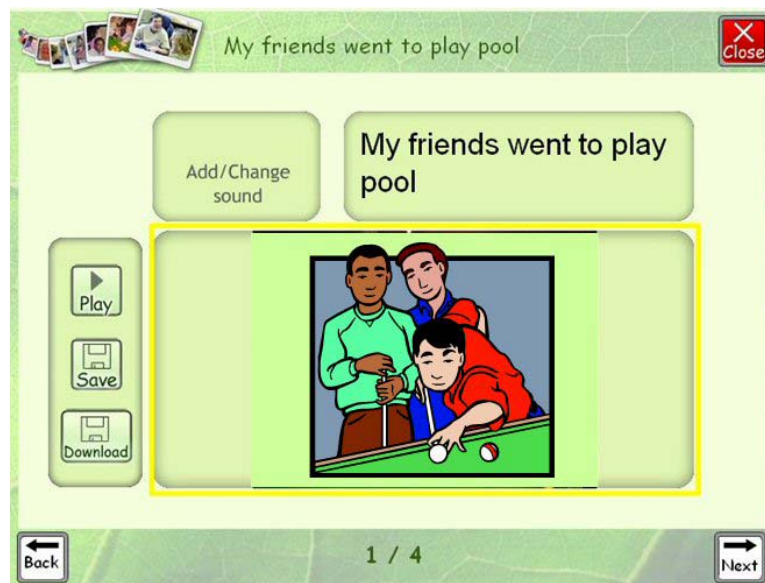 My friends went to play pool
Close
Add/Change
sound
My friends went to play
pool
Play
Save
Download
Back
1 / 4
Next